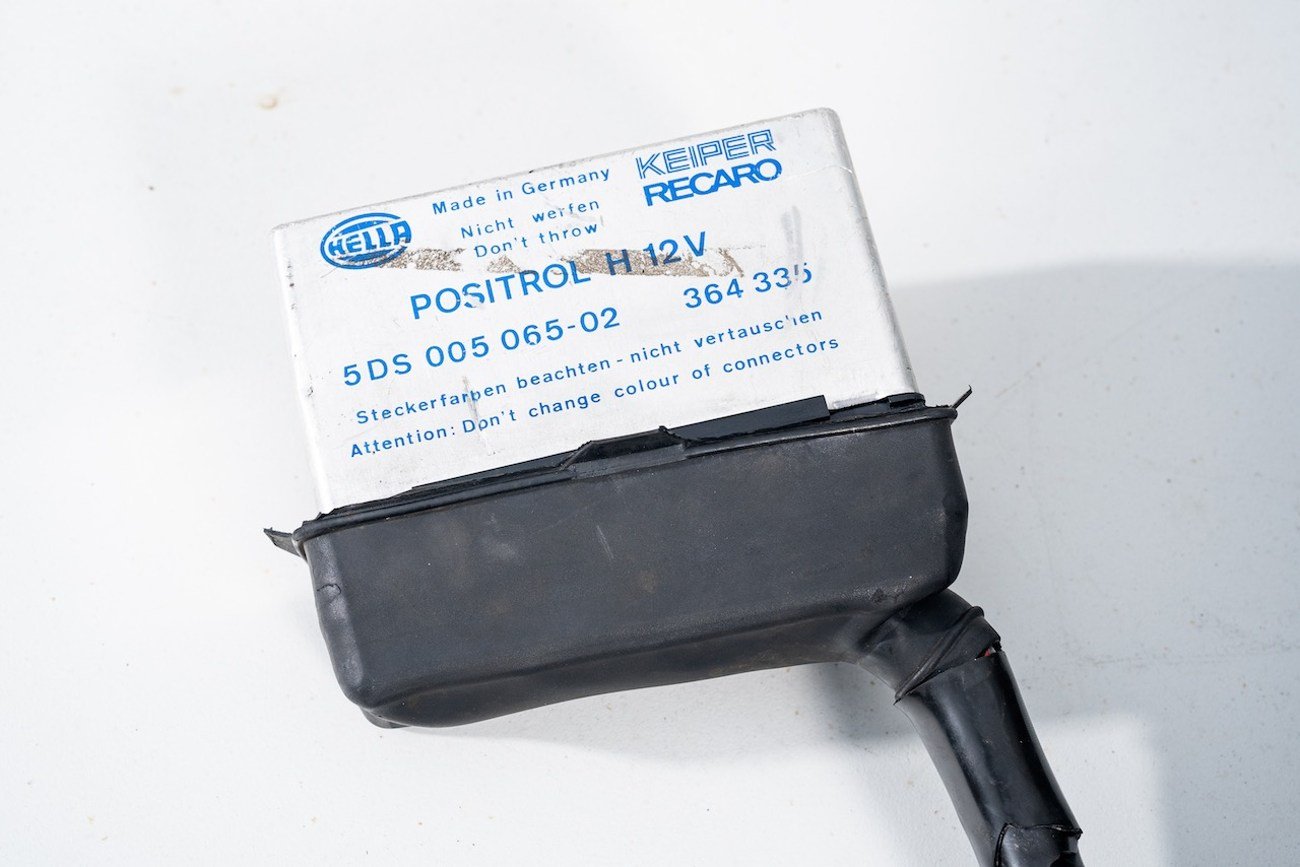 HELLA
Made in Germany
Nicht werfen
Don't throw
KEIPER
RECARO
POSITROL H 12V
5DS 005 065-02 364 335
Steckerfarben beachten - nicht vertauschen
Attention: Don't change colour of connectors